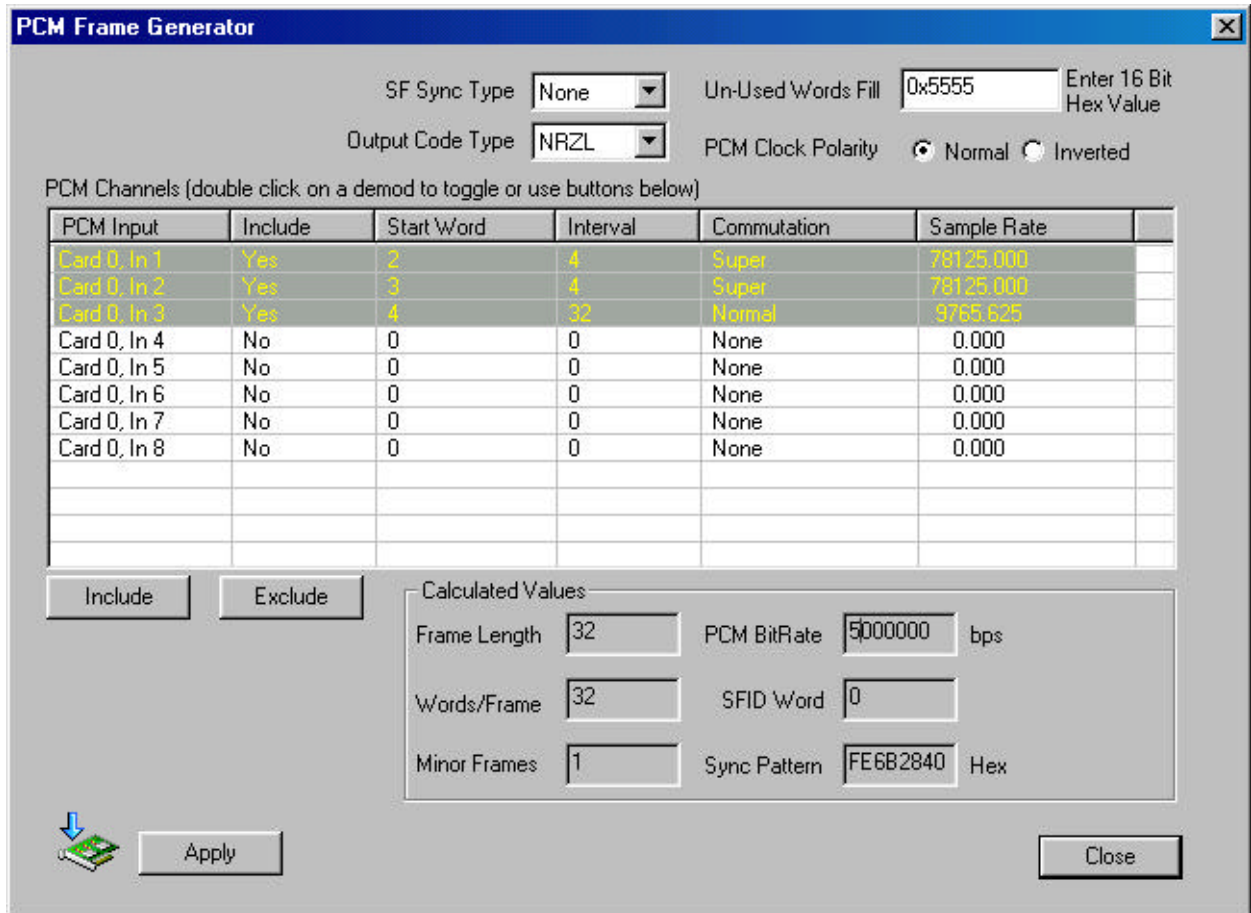 PCM Frame Generator
SF Sync Type None Un-Used Words Fill 0x5555 Enter 16 Bit
Hex Value
Output Code Type NRZL PCM Clock Polarity Normal Inverted
PCM Channels (double click on a demod to toggle or use buttons below)
PCM Input Include Start Word Interval Commutation Sample Rate
Card 0, In 1 Yes 2 4 Super 78125.000
Card 0, In 2 Yes 3 4 Super 78125.000
Card 0, In 3 Yes 4 32 Normal 9765.625
Card 0, In 4 No 0 0 None 0.000
Card 0, In 5 No 0 0 None 0.000
Card 0, In 6 No 0 0 None 0.000
Card 0, In 7 No 0 0 None 0.000
Card 0, In 8 No 0 0 None 0.000
Include Exclude Calculated Values
Frame Length 32 PCM BitRate 5000000 bps
Words/Frame 32 SFID Word 0
Minor Frames 1 Sync Pattern FE6B2840 Hex
Apply Close